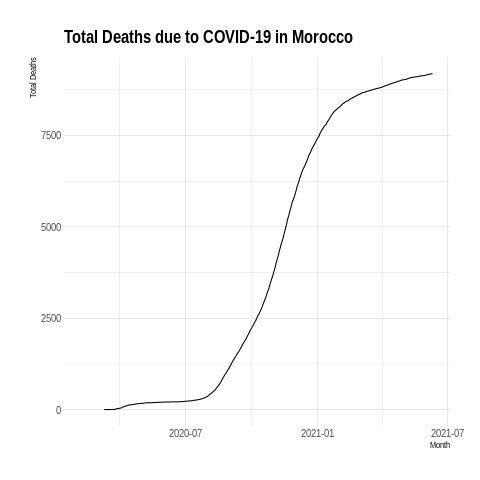 Total Deaths due to COVID-19 in Morocco
Total Deaths
7500
5000
2500
0
2020-07 2021-01 2021-07
Month